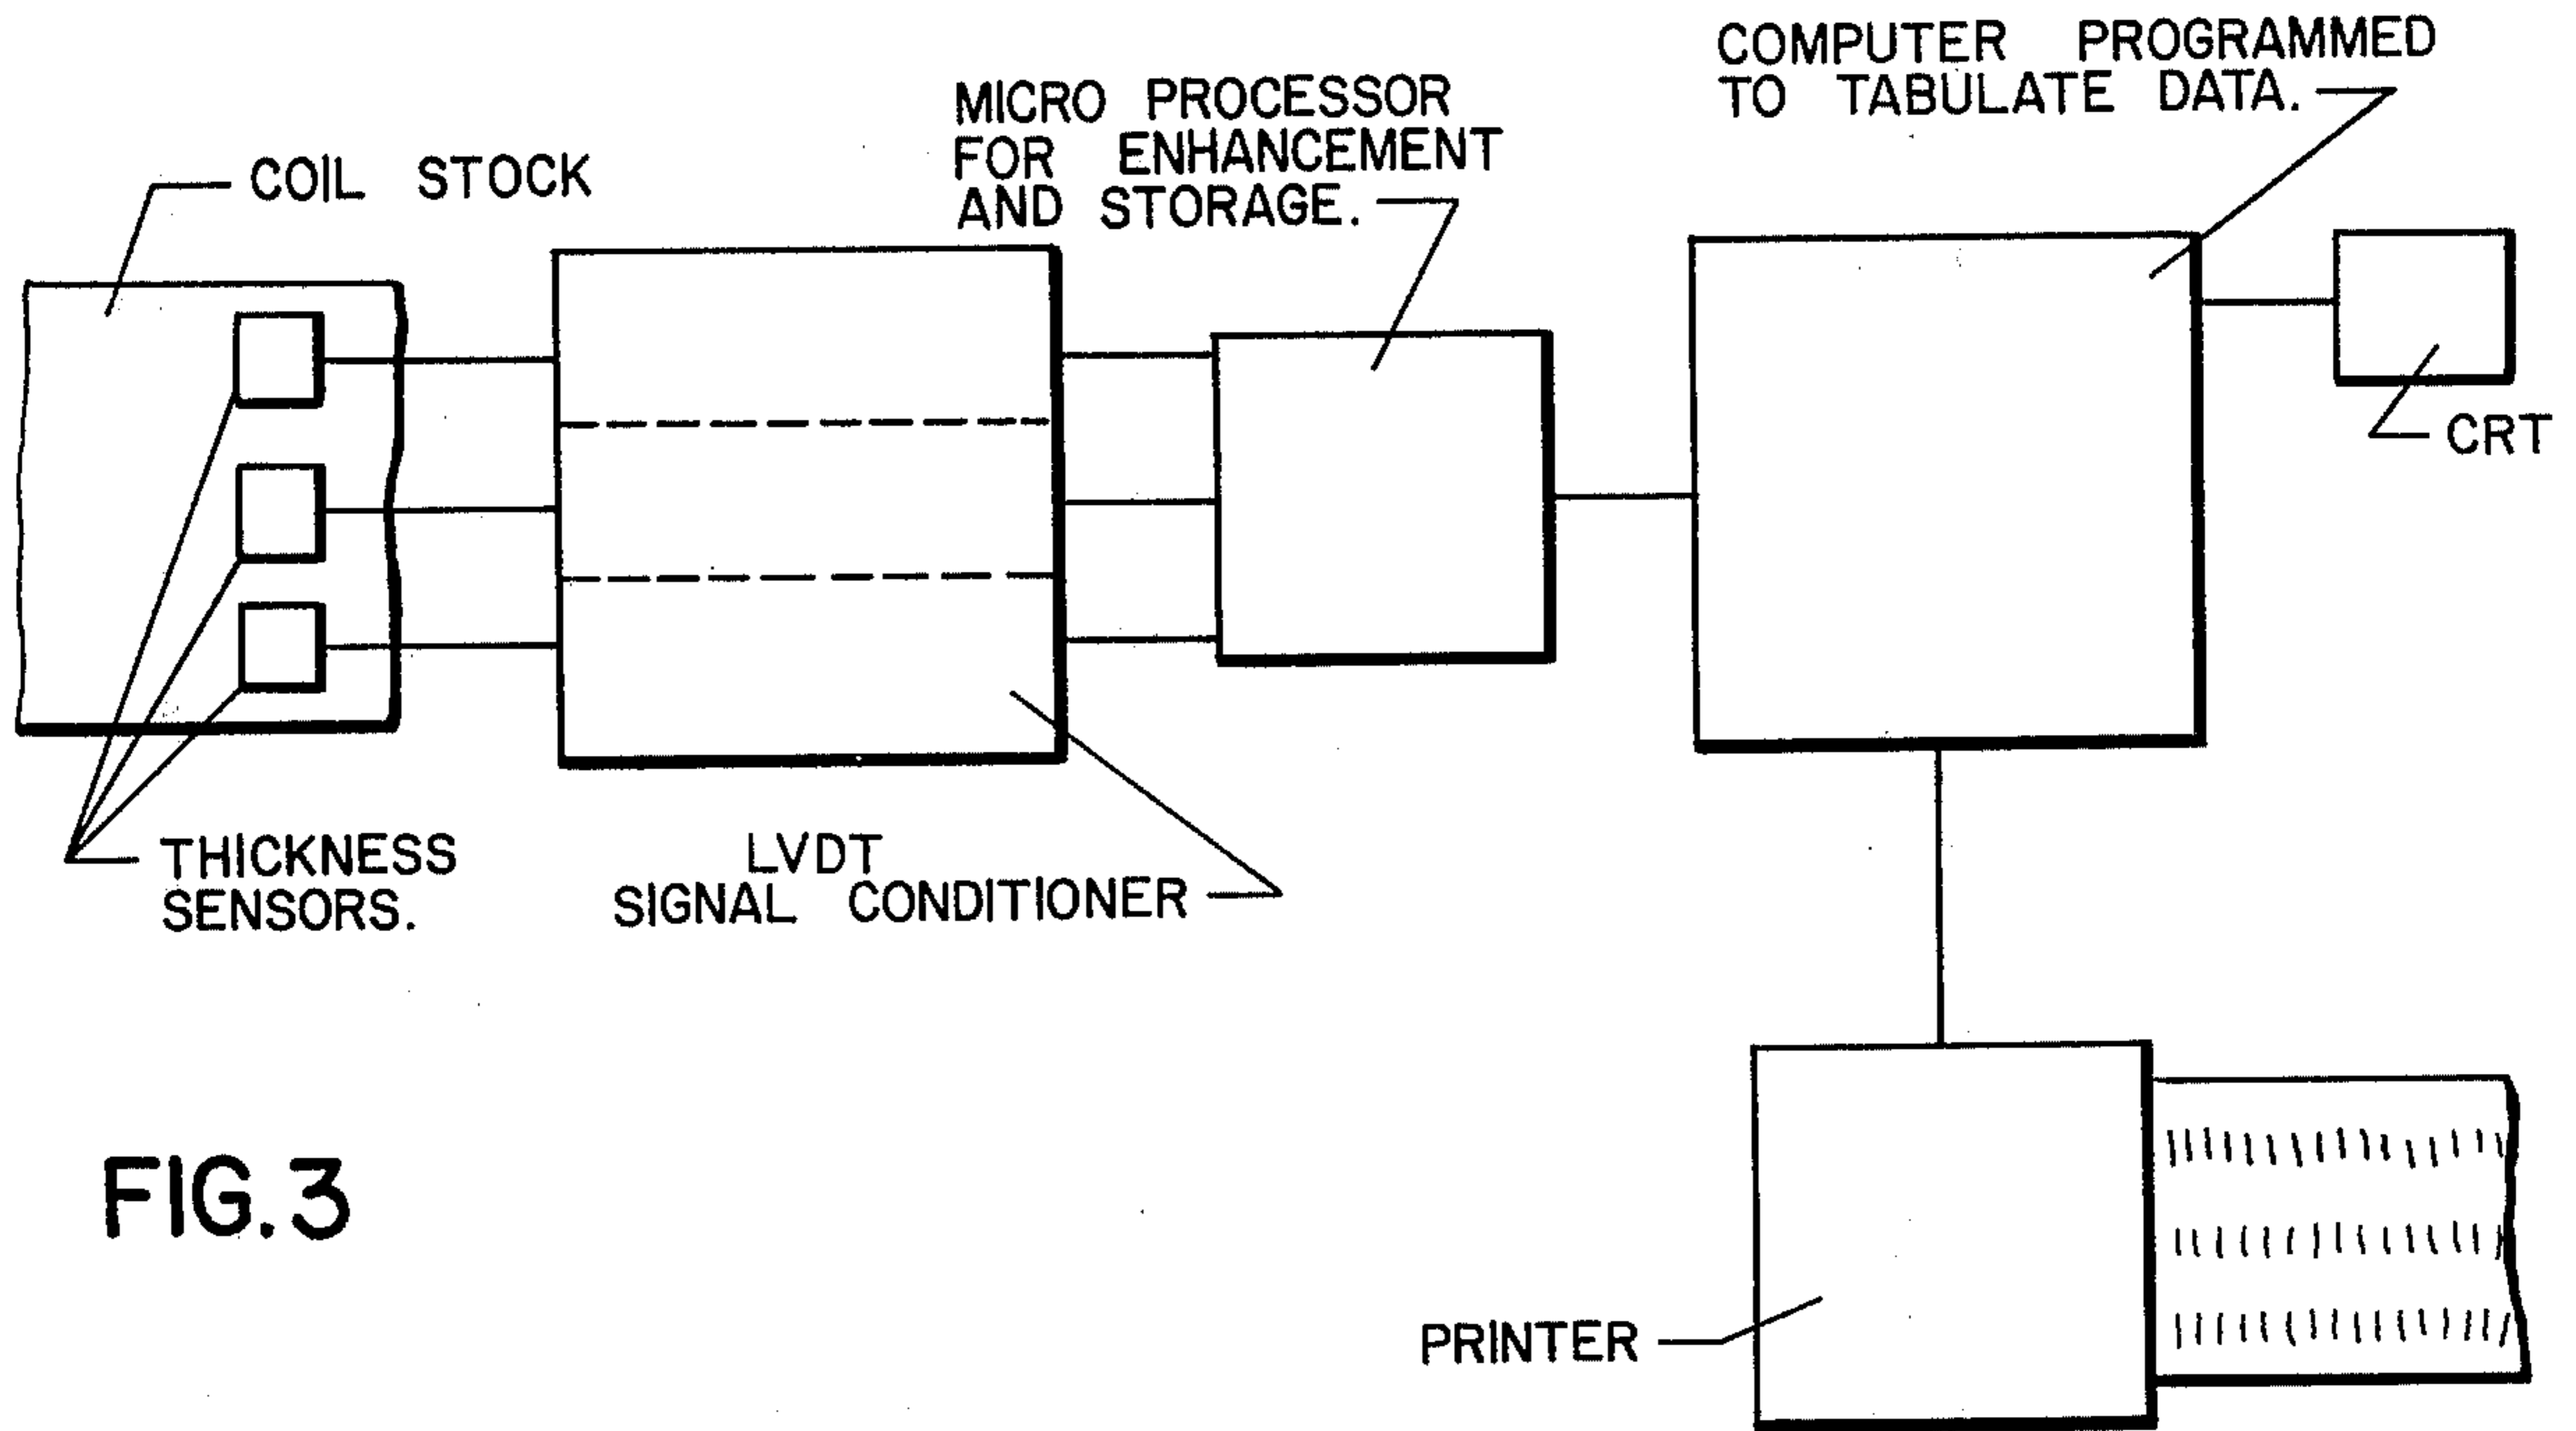 COMPUTER PROGRAMMED
TO TABULATE DATA.
MICRO PROCESSOR
FOR ENHANCEMENT
AND STORAGE.
COIL STOCK
CRT
THICKNESS
SENSORS.
LVDT
SIGNAL CONDITIONER
FIG. 3
PRINTER